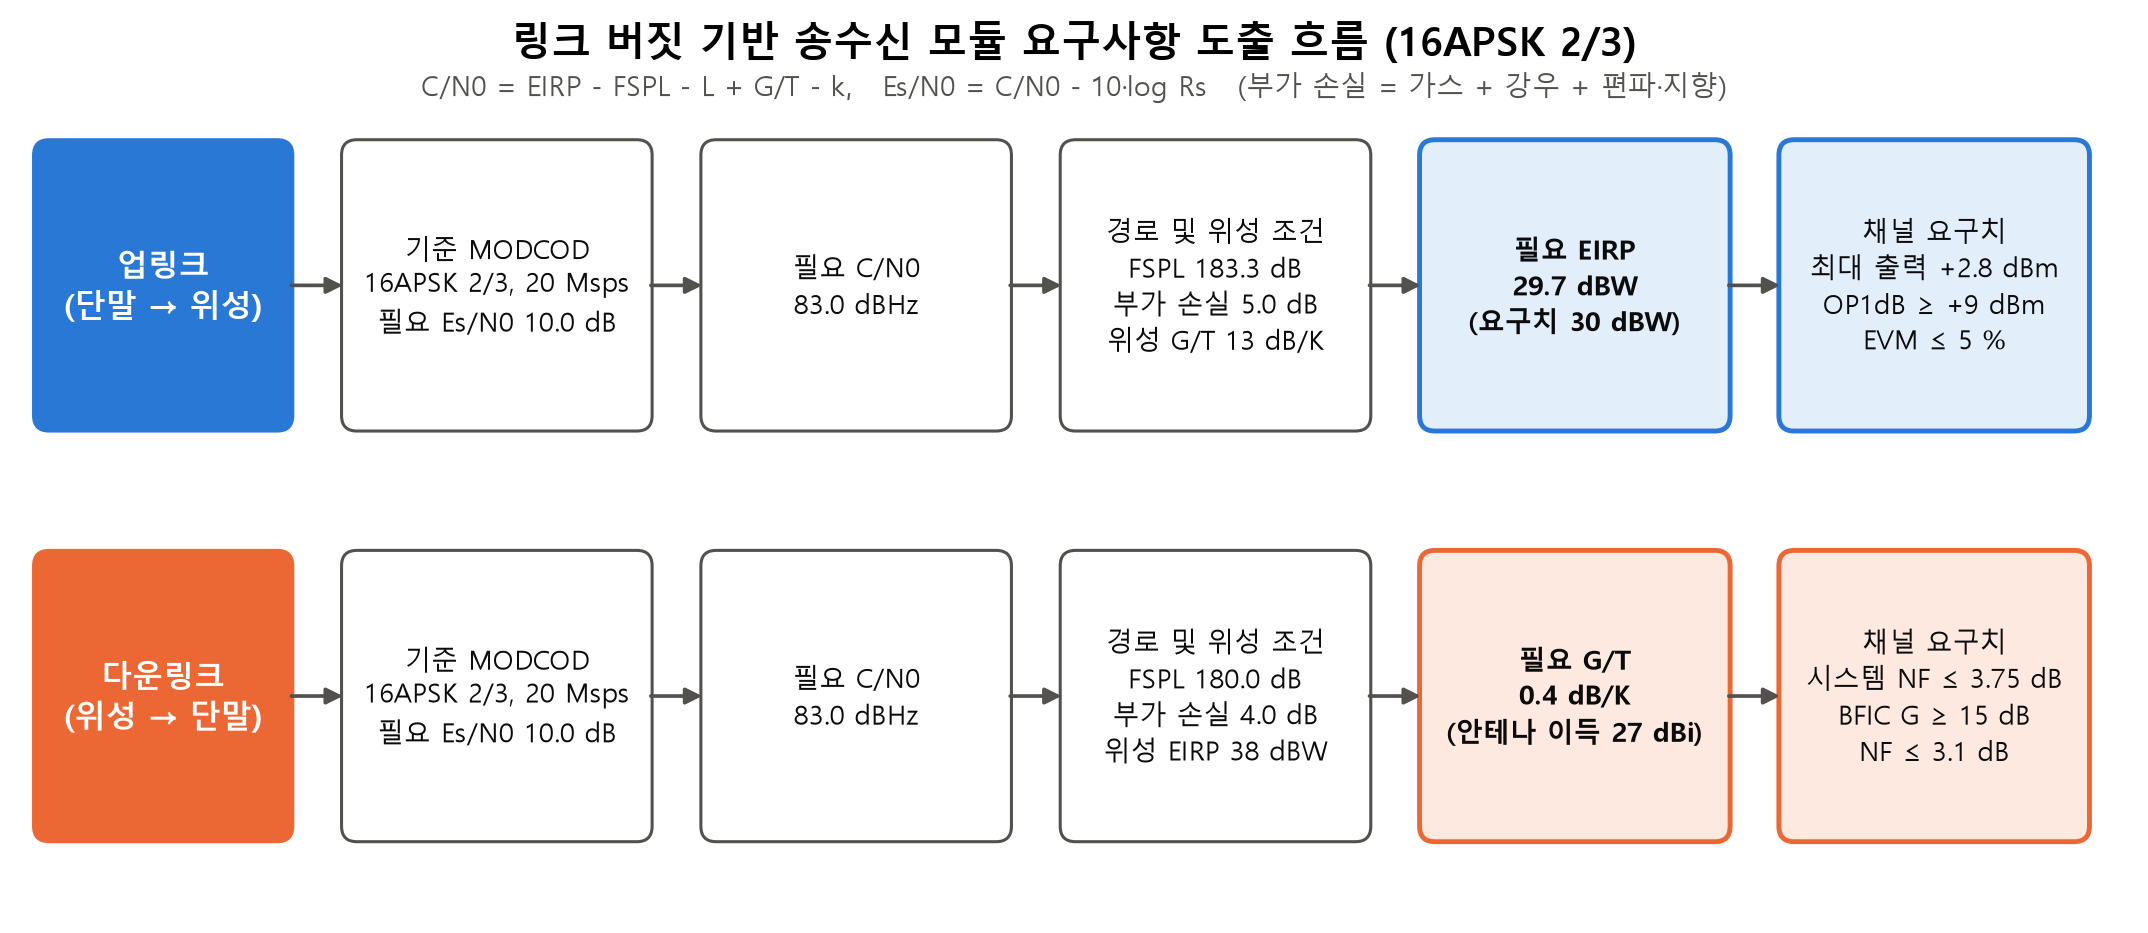 링크 버짓 기반 송수신 모듈 요구사항 도출 흐름 (16APSK 2/3)
C/N0 = EIRP - FSPL - L + G/T - k,   Es/N0 = C/N0 - 10·log Rs   (부가 손실 = 가스 + 강우 + 편파·지향)
업링크
(단말 → 위성)
기준 MODCOD
16APSK 2/3, 20 Msps
필요 Es/N0 10.0 dB
필요 C/N0
83.0 dBHz
경로 및 위성 조건
FSPL 183.3 dB
부가 손실 5.0 dB
위성 G/T 13 dB/K
필요 EIRP
29.7 dBW
(요구치 30 dBW)
채널 요구치
최대 출력 +2.8 dBm
OP1dB ≥ +9 dBm
EVM ≤ 5 %
다운링크
(위성 → 단말)
기준 MODCOD
16APSK 2/3, 20 Msps
필요 Es/N0 10.0 dB
필요 C/N0
83.0 dBHz
경로 및 위성 조건
FSPL 180.0 dB
부가 손실 4.0 dB
위성 EIRP 38 dBW
필요 G/T
0.4 dB/K
(안테나 이득 27 dBi)
채널 요구치
시스템 NF ≤ 3.75 dB
BFIC G ≥ 15 dB
NF ≤ 3.1 dB